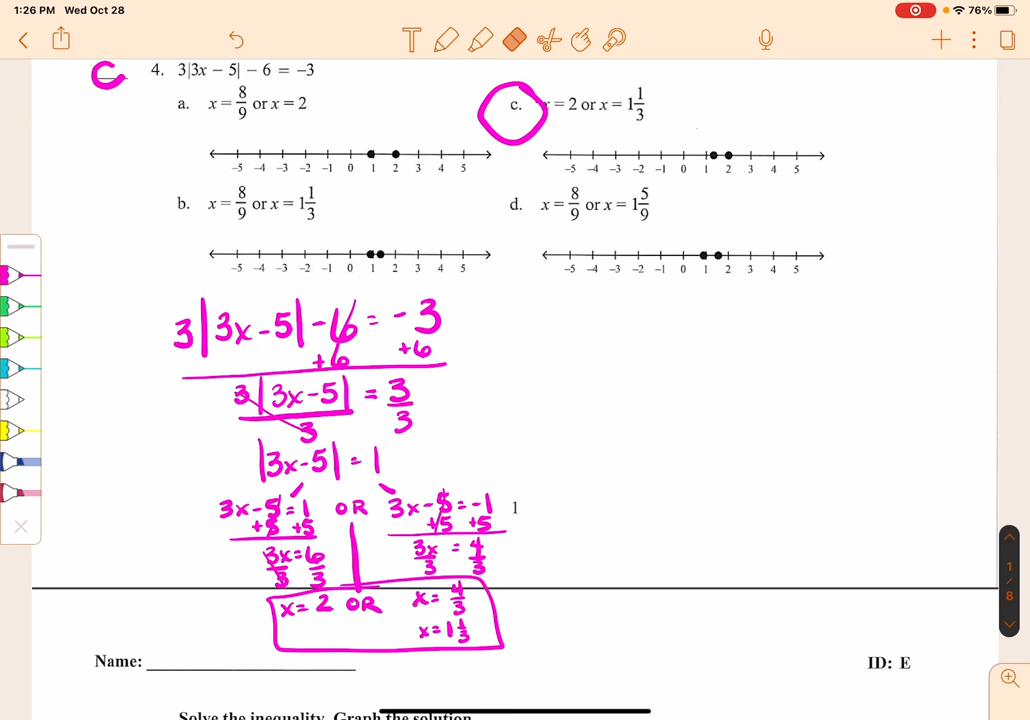 1:26 PM Wed Oct 28 76%
C 4. 3|3x − 5| − 6 = −3
a. x = 8/9 or x = 2
c. x = 2 or x = 1 1/3
−5 −4 −3 −2 −1 0 1 2 3 4 5
−5 −4 −3 −2 −1 0 1 2 3 4 5
b. x = 8/9 or x = 1 1/3
d. x = 8/9 or x = 1 5/9
−5 −4 −3 −2 −1 0 1 2 3 4 5
−5 −4 −3 −2 −1 0 1 2 3 4 5
3|3x-5| -6 = -3
+6 +6
3|3x-5| = 3
3 3
|3x-5| = 1
3x-5=1 OR 3x-5=-1 1
+5 +5 +5 +5
3x=6 3x = 4
3 3 3 3
x=2 OR x= 4/3
x=1 1/3
1
/
8
Name: ID: E
Solve the inequality. Graph the solution.